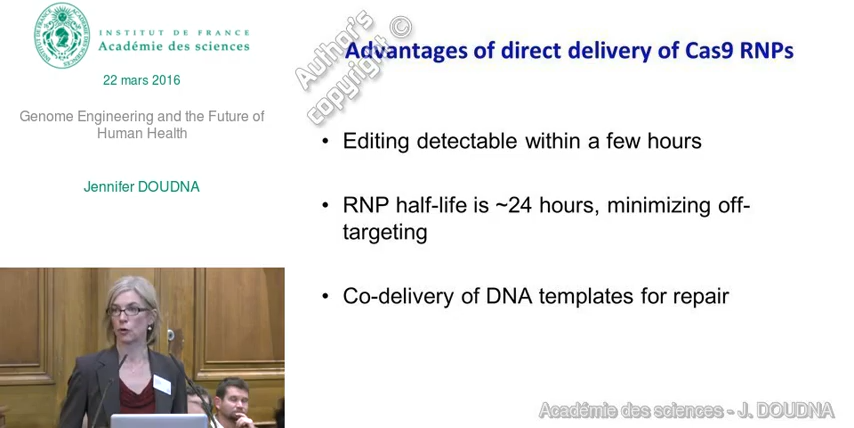 INSTITUT DE FRANCE
Académie des sciences
22 mars 2016
Genome Engineering and the Future of
Human Health
Jennifer DOUDNA
Author's
copyright ©
Advantages of direct delivery of Cas9 RNPs
• Editing detectable within a few hours
• RNP half-life is ~24 hours, minimizing off-
targeting
• Co-delivery of DNA templates for repair
Académie des sciences - J. DOUDNA